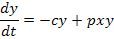 dy/dt = −cy + pxy